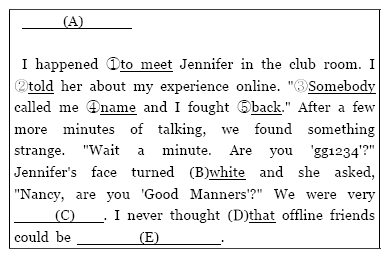 (A)
I happened ①to meet Jennifer in the club room. I
②told her about my experience online. "③Somebody
called me ④name and I fought ⑤back." After a few
more minutes of talking, we found something
strange. "Wait a minute. Are you 'gg1234'?"
Jennifer's face turned (B)white and she asked,
"Nancy, are you 'Good Manners'?" We were very
(C) . I never thought (D)that offline friends
could be (E) .